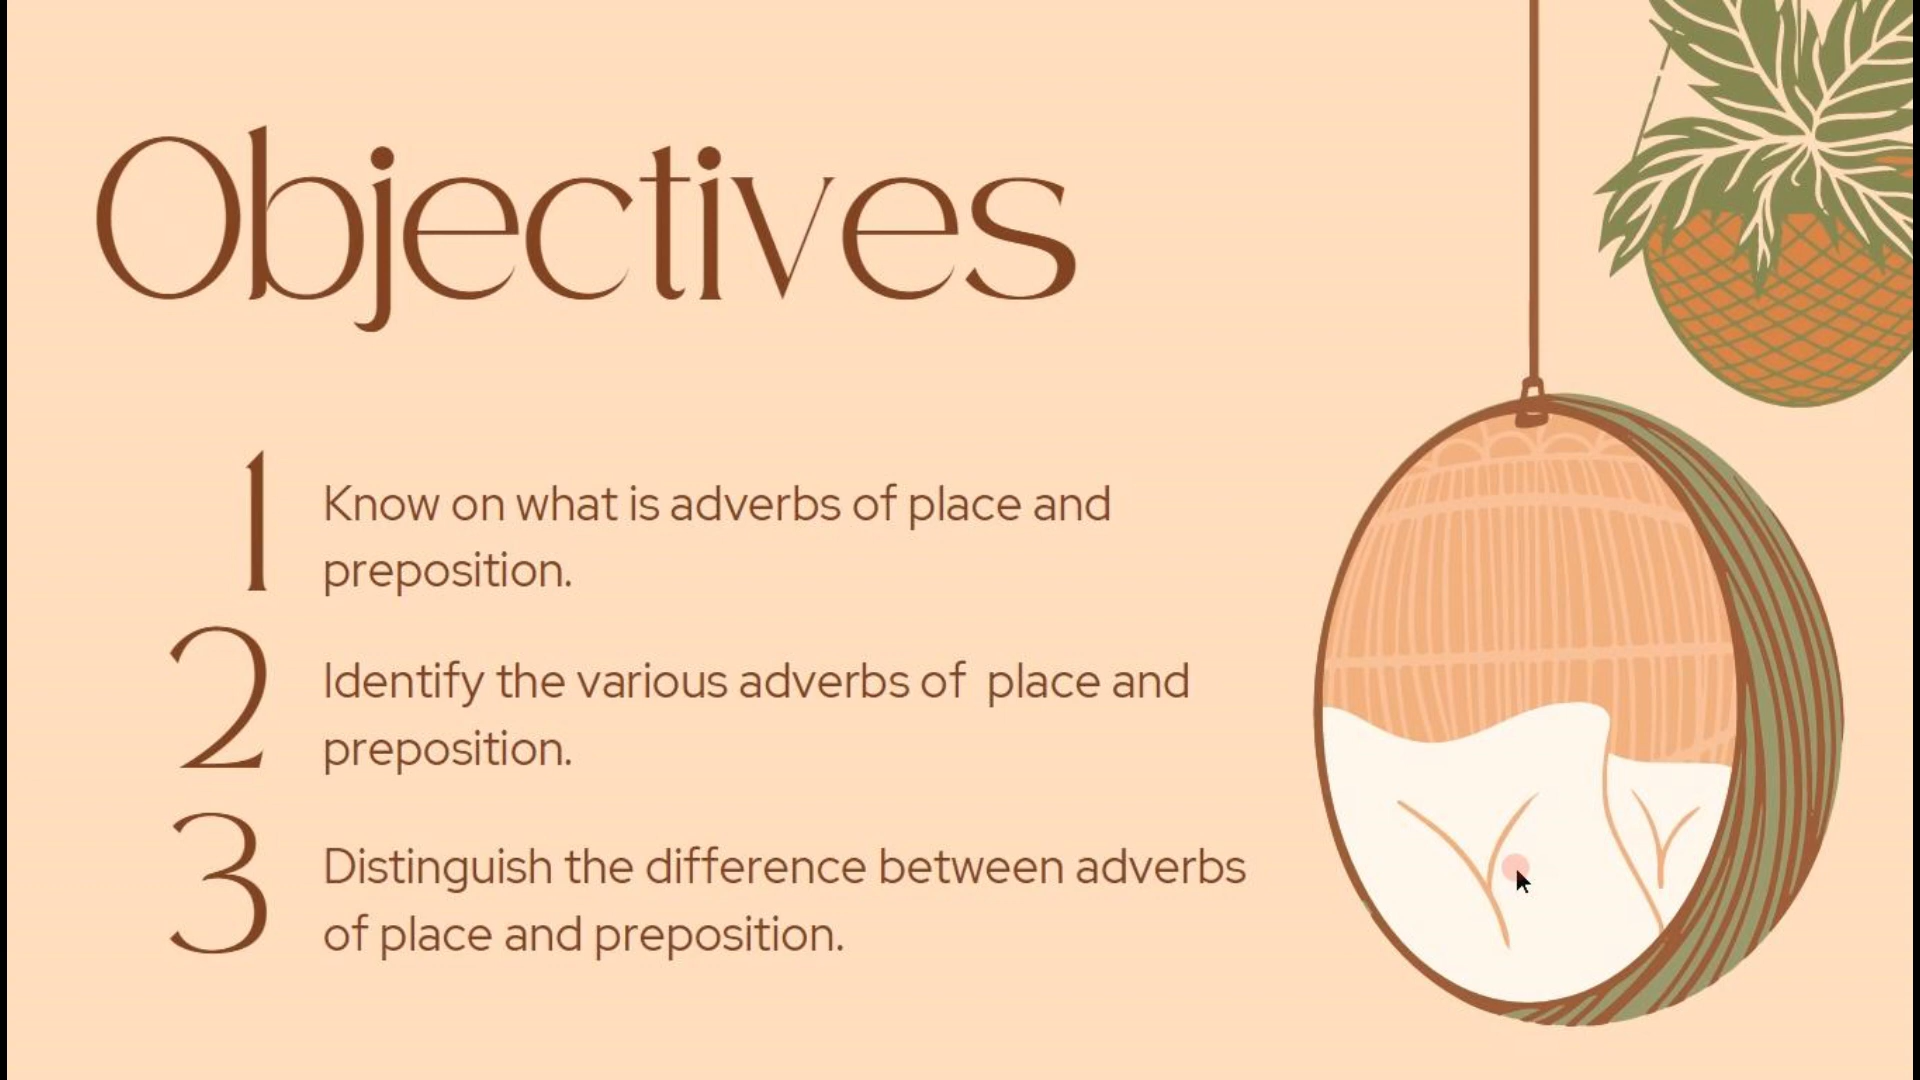 Objectives
1 Know on what is adverbs of place and
preposition.
2 Identify the various adverbs of  place and
preposition.
3 Distinguish the difference between adverbs
of place and preposition.